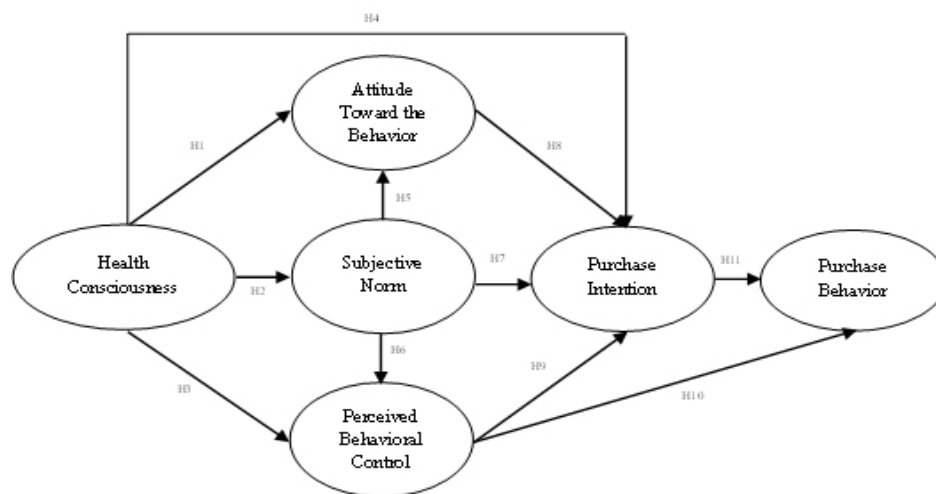 H4
Attitude
Toward the
Behavior
H1
H8
H5
Health
Consciousness
H2
Subjective
Norm
H7
Purchase
Intention
H11
Purchase
Behavior
H6
H3
H9
H10
Perceived
Behavioral
Control